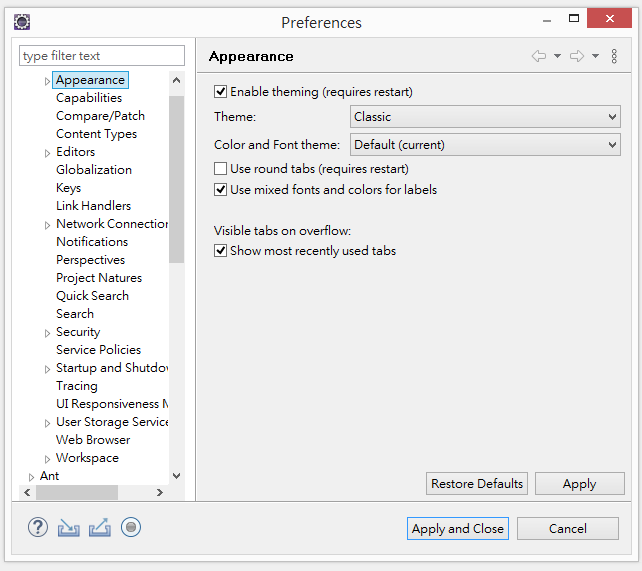 Preferences
type filter text
Appearance
Capabilities
Compare/Patch
Content Types
Editors
Globalization
Keys
Link Handlers
Network Connection
Notifications
Perspectives
Project Natures
Quick Search
Search
Security
Service Policies
Startup and Shutdo
Tracing
UI Responsiveness
User Storage Service
Web Browser
Workspace
Ant
Appearance
Enable theming (requires restart)
Theme: Classic
Color and Font theme: Default (current)
Use round tabs (requires restart)
Use mixed fonts and colors for labels
Visible tabs on overflow:
Show most recently used tabs
Restore Defaults Apply
Apply and Close Cancel